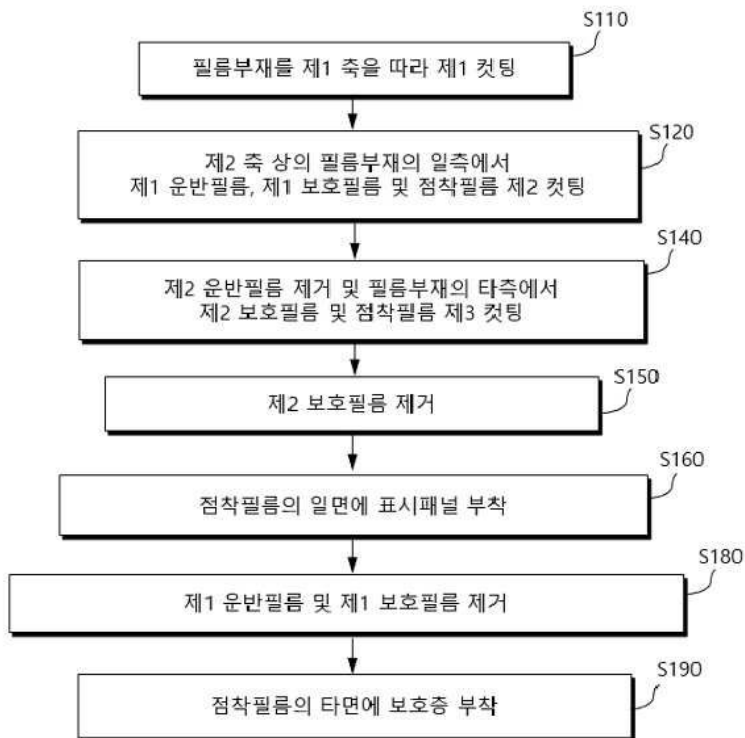 S110
필름부재를 제1 축을 따라 제1 컷팅
S120
제2 축 상의 필름부재의 일측에서
제1 운반필름, 제1 보호필름 및 점착필름 제2 컷팅
S140
제2 운반필름 제거 및 필름부재의 타측에서
제2 보호필름 및 점착필름 제3 컷팅
S150
제2 보호필름 제거
S160
점착필름의 일면에 표시패널 부착
S180
제1 운반필름 및 제1 보호필름 제거
S190
점착필름의 타면에 보호층 부착